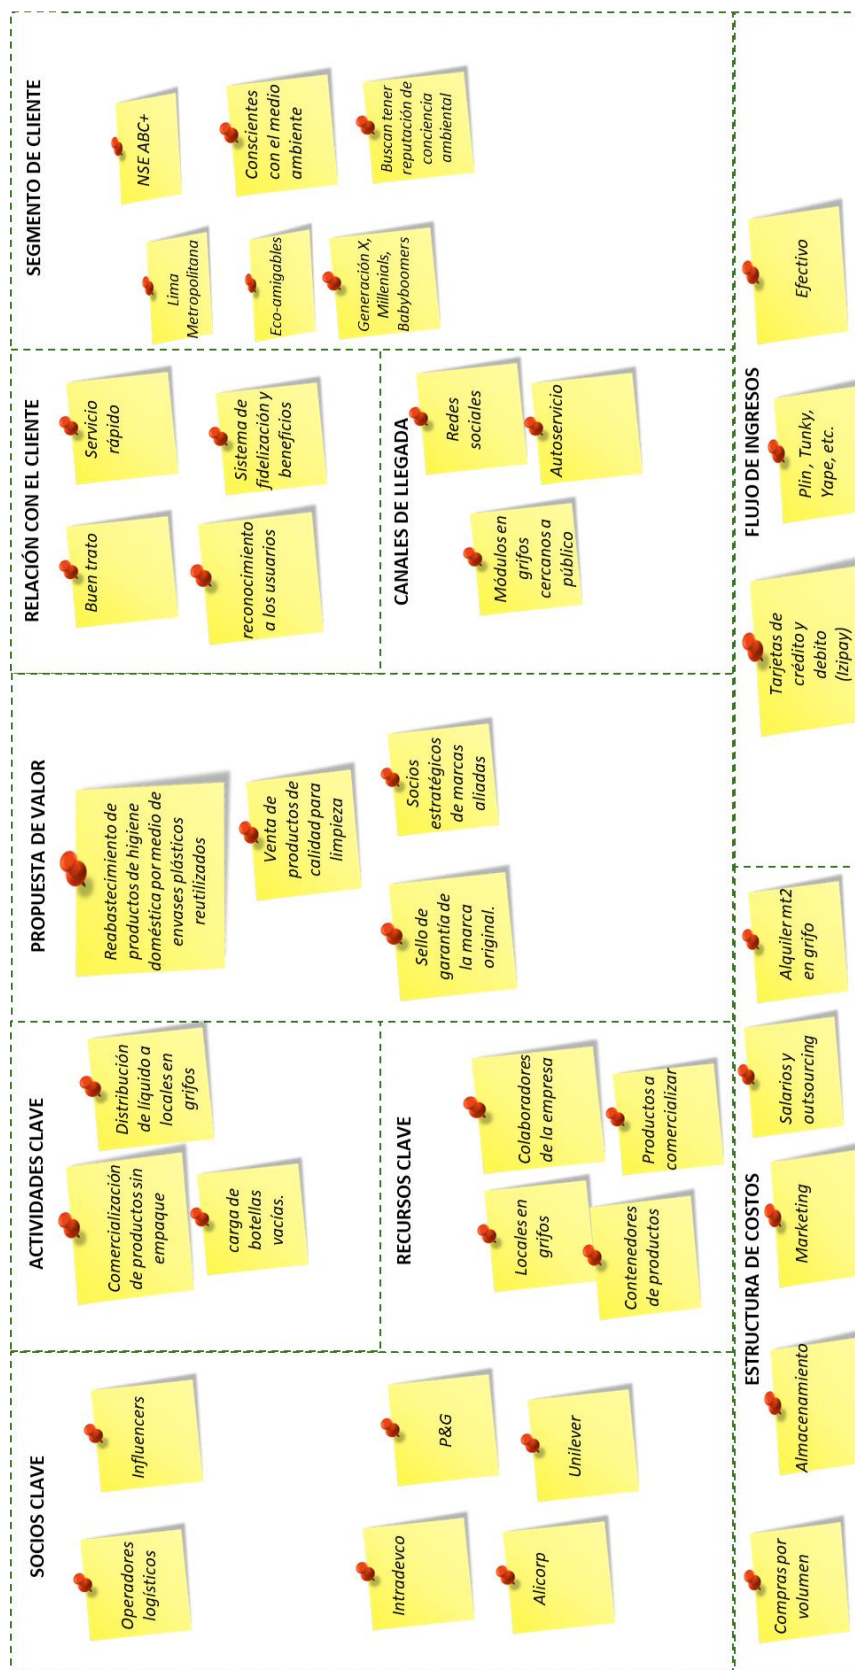 SOCIOS CLAVE
Operadores
logísticos
Influencers
Intradevco
P&G
Alicorp
Unilever
ACTIVIDADES CLAVE
Comercialización
de productos sin
empaque
Distribución
de liquido a
locales en
grifos
carga de
botellas
vacías.
RECURSOS CLAVE
Locales en
grifos
Colaboradores
de la empresa
Contenedores
de productos
Productos a
comercializar
PROPUESTA DE VALOR
Reabastecimiento de
productos de higiene
doméstica por medio de
envases plásticos
reutilizados
Venta de
productos de
calidad para
limpieza
Sello de
garantía de
la marca
original.
Socios
estratégicos
de marcas
aliadas
RELACIÓN CON EL CLIENTE
Buen trato
Servicio
rápido
reconocimiento
a los usuarios
Sistema de
fidelización y
beneficios
CANALES DE LLEGADA
Redes
sociales
Módulos en
grifos
cercanos a
público
Autoservicio
SEGMENTO DE CLIENTE
Lima
Metropolitana
NSE ABC+
Eco-amigables
Conscientes
con el medio
ambiente
Generación X,
Millenials,
Babyboomers
Buscan tener
reputación de
conciencia
ambiental
ESTRUCTURA DE COSTOS
Compras por
volumen
Almacenamiento
Marketing
Salarios y
outsourcing
Alquiler mt2
en grifo
FLUJO DE INGRESOS
Tarjetas de
crédito y
debito
(Izipay)
Plin , Tunky,
Yape, etc.
Efectivo